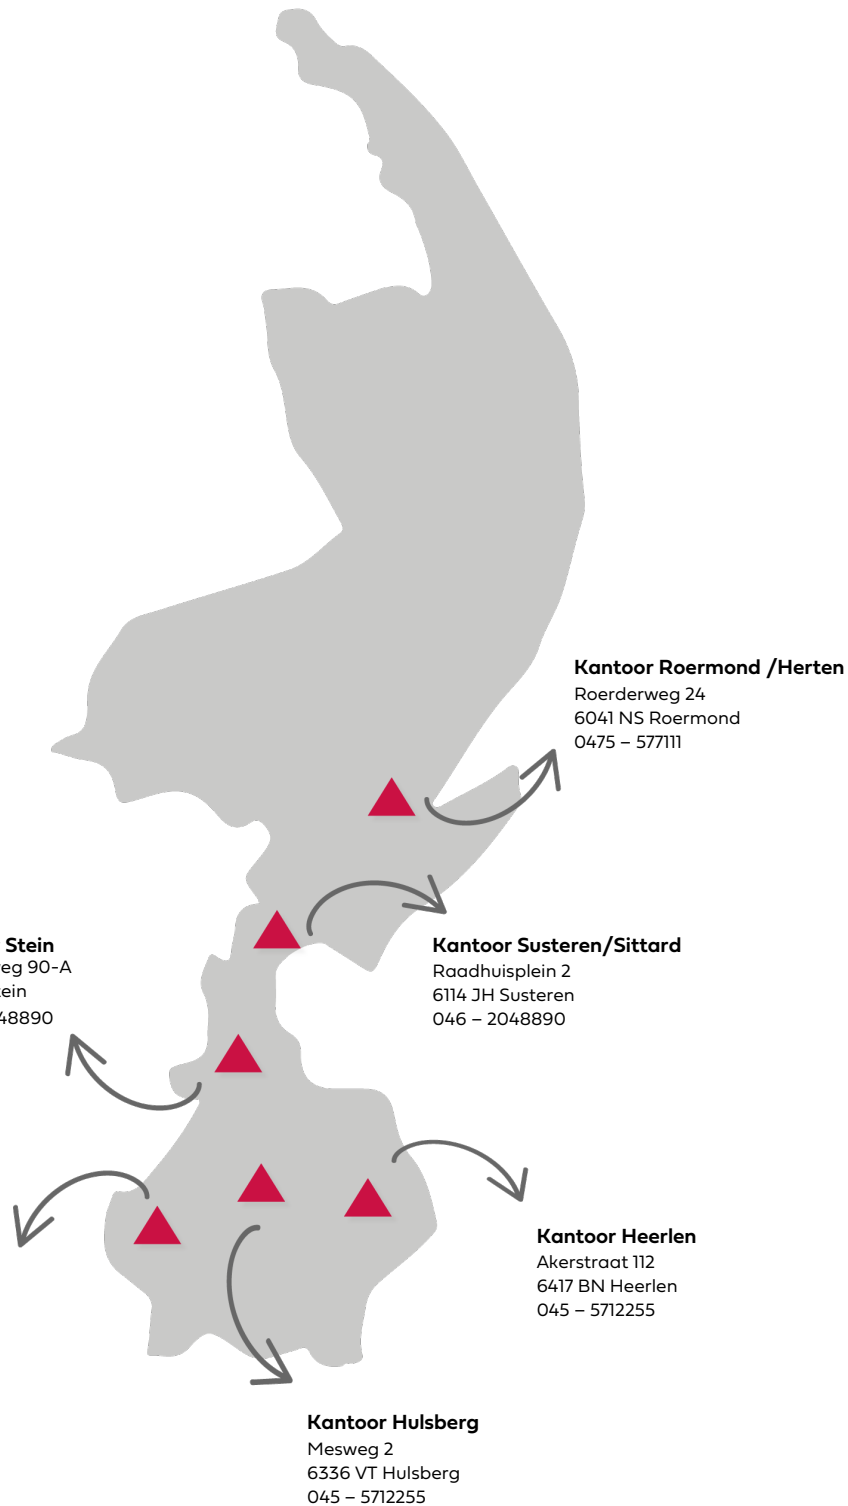 Kantoor Roermond /Herten
Roerderweg 24
6041 NS Roermond
0475 – 577111
Stein
90-A
48890
Kantoor Susteren/Sittard
Raadhuisplein 2
6114 JH Susteren
046 – 2048890
Kantoor Heerlen
Akerstraat 112
6417 BN Heerlen
045 – 5712255
Kantoor Hulsberg
Mesweg 2
6336 VT Hulsberg
045 – 5712255